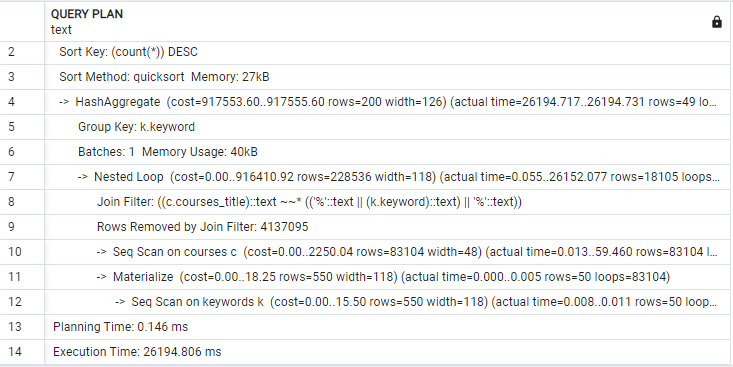 QUERY PLAN
text
2 Sort Key: (count(*)) DESC
3 Sort Method: quicksort Memory: 27kB
4 -> HashAggregate (cost=917553.60..917555.60 rows=200 width=126) (actual time=26194.717..26194.731 rows=49 lo...
5 Group Key: k.keyword
6 Batches: 1 Memory Usage: 40kB
7 -> Nested Loop (cost=0.00..916410.92 rows=228536 width=118) (actual time=0.055..26152.077 rows=18105 loops...
8 Join Filter: ((c.courses_title)::text ~~* (('%'::text || (k.keyword)::text) || '%'::text))
9 Rows Removed by Join Filter: 4137095
10 -> Seq Scan on courses c (cost=0.00..2250.04 rows=83104 width=48) (actual time=0.013..59.460 rows=83104 l...
11 -> Materialize (cost=0.00..18.25 rows=550 width=118) (actual time=0.000..0.005 rows=50 loops=83104)
12 -> Seq Scan on keywords k (cost=0.00..15.50 rows=550 width=118) (actual time=0.008..0.011 rows=50 loop...
13 Planning Time: 0.146 ms
14 Execution Time: 26194.806 ms